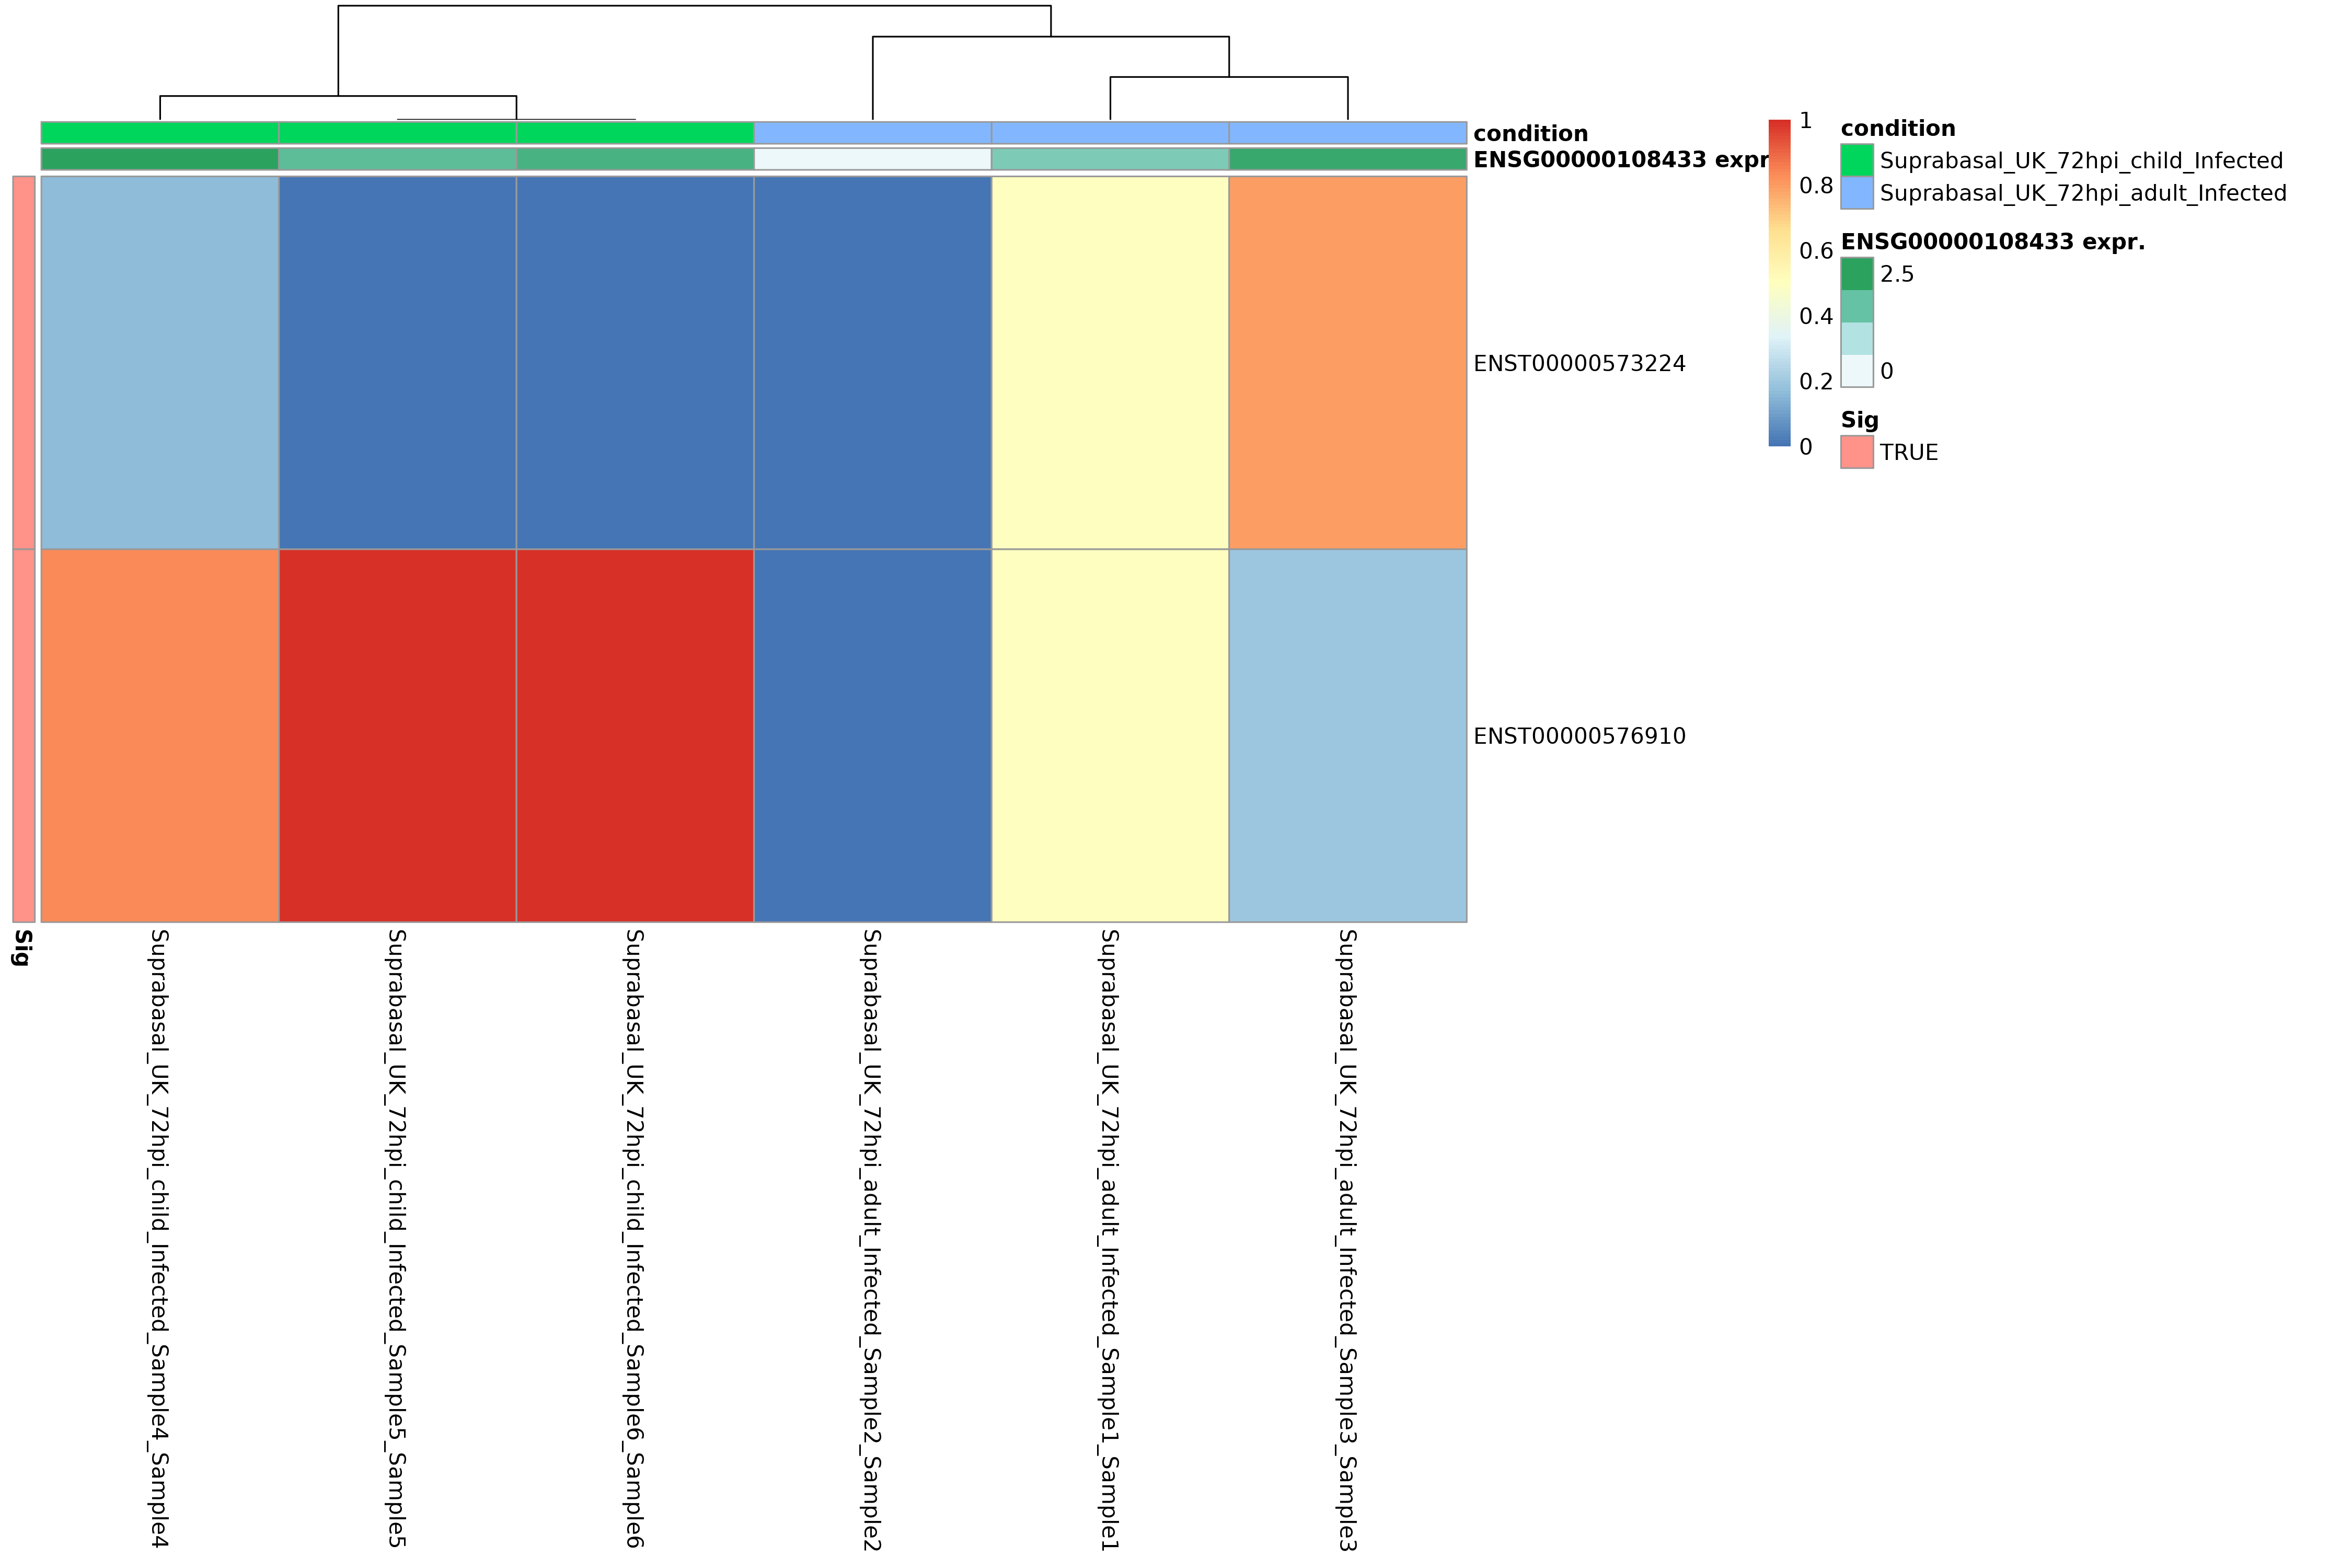 condition
ENSG00000108433 expr
ENST00000573224
ENST00000576910
1
0.8
0.6
0.4
0.2
0
condition
Suprabasal_UK_72hpi_child_Infected
Suprabasal_UK_72hpi_adult_Infected
ENSG00000108433 expr.
2.5
0
Sig
TRUE
Sig
Suprabasal_UK_72hpi_child_Infected_Sample4_Sample4
Suprabasal_UK_72hpi_child_Infected_Sample5_Sample5
Suprabasal_UK_72hpi_child_Infected_Sample6_Sample6
Suprabasal_UK_72hpi_adult_Infected_Sample2_Sample2
Suprabasal_UK_72hpi_adult_Infected_Sample1_Sample1
Suprabasal_UK_72hpi_adult_Infected_Sample3_Sample3